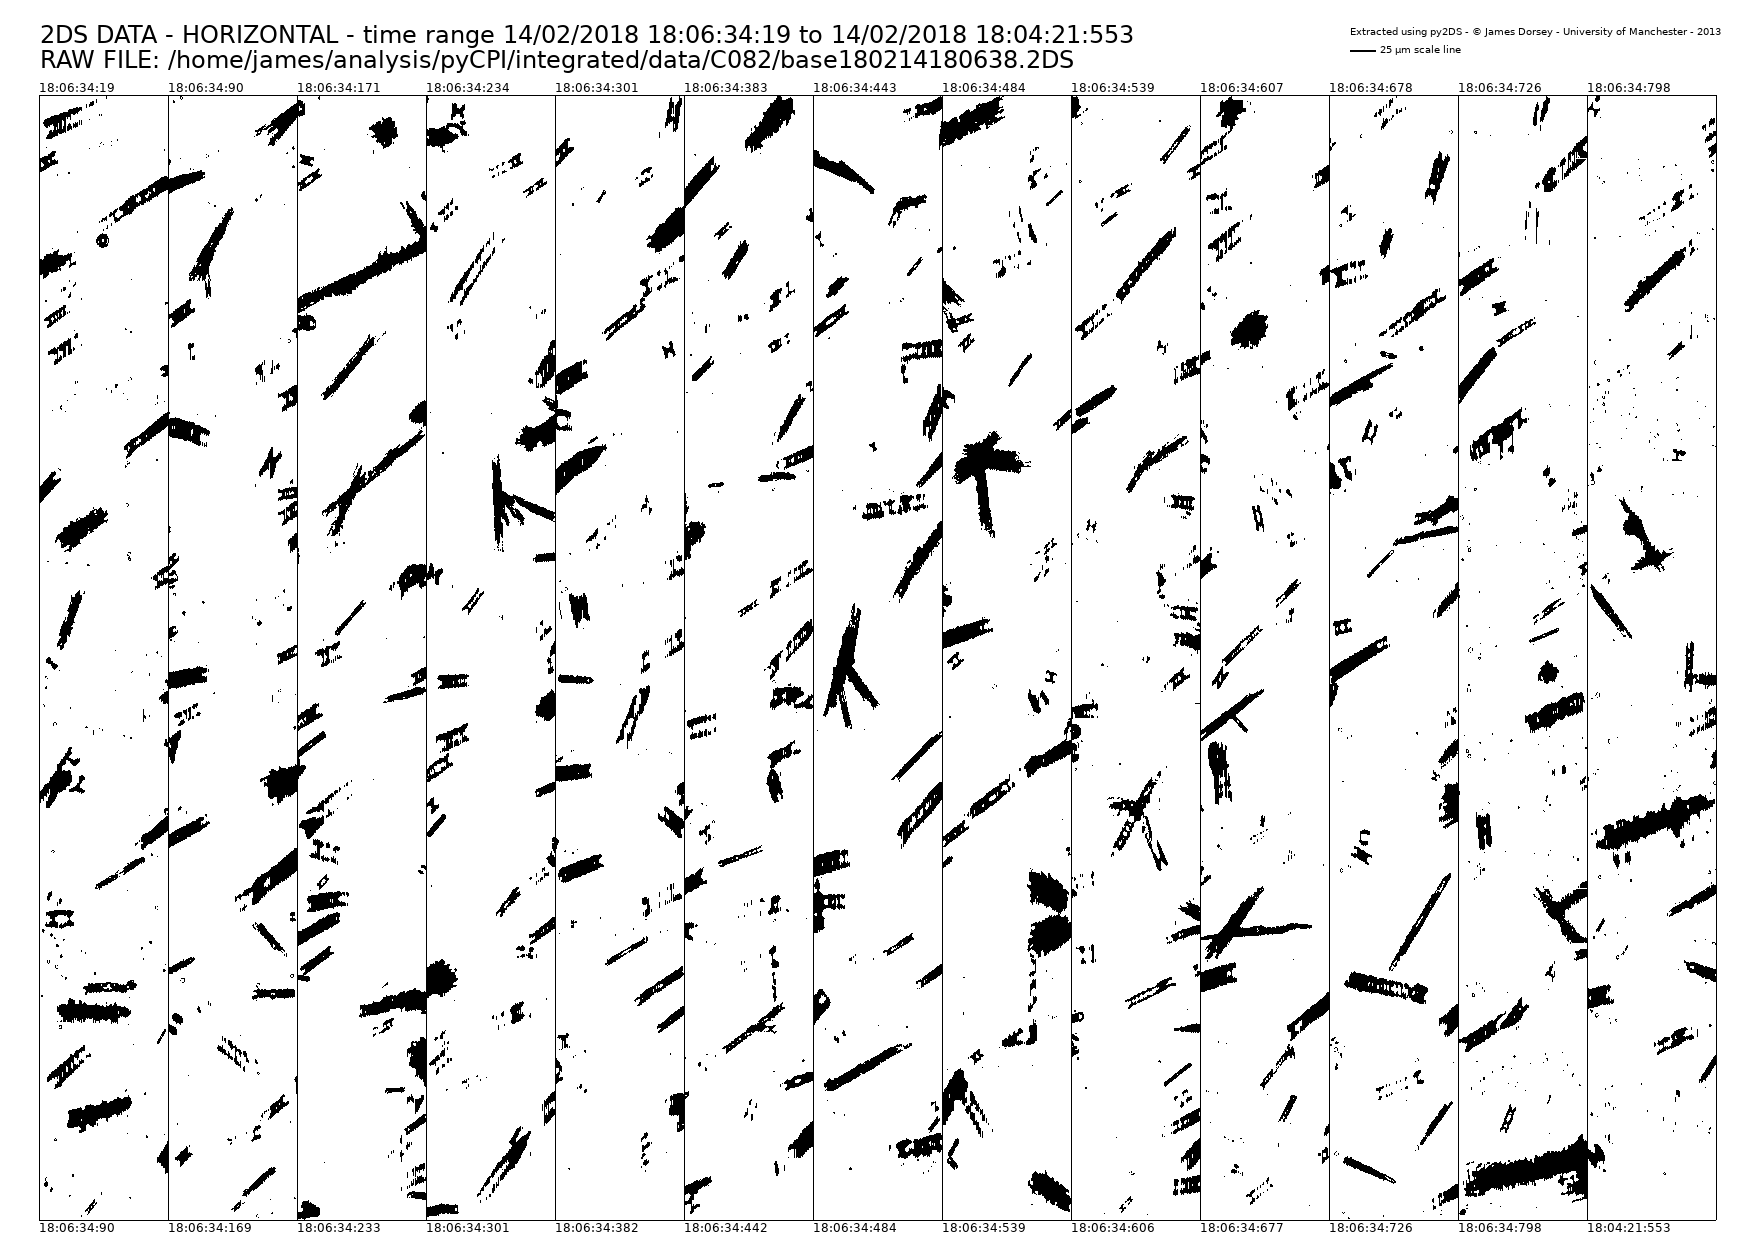 2DS DATA - HORIZONTAL - time range 14/02/2018 18:06:34:19 to 14/02/2018 18:04:21:553
RAW FILE: /home/james/analysis/pyCPI/integrated/data/C082/base180214180638.2DS
Extracted using py2DS - © James Dorsey - University of Manchester - 2013
25 µm scale line
18:06:34:19 18:06:34:90 18:06:34:171 18:06:34:234 18:06:34:301 18:06:34:383 18:06:34:443 18:06:34:484 18:06:34:539 18:06:34:607 18:06:34:678 18:06:34:726 18:06:34:798
18:06:34:90 18:06:34:169 18:06:34:233 18:06:34:301 18:06:34:382 18:06:34:442 18:06:34:484 18:06:34:539 18:06:34:606 18:06:34:677 18:06:34:726 18:06:34:798 18:04:21:553